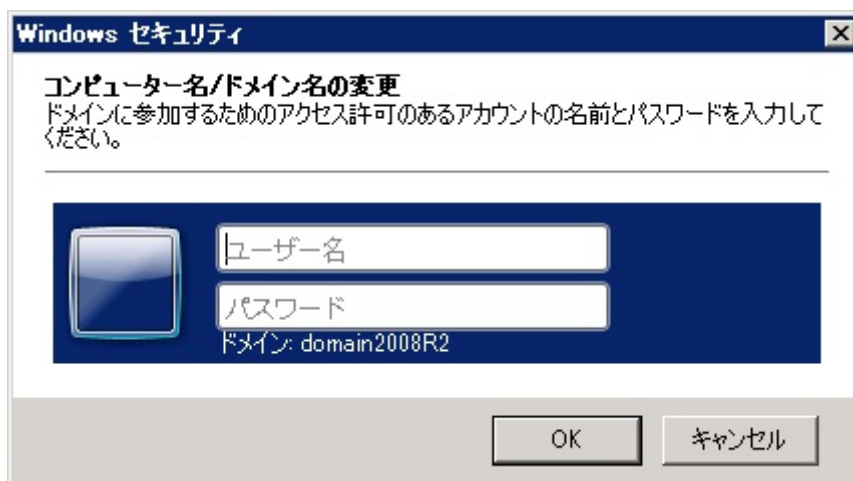 Windows セキュリティ
コンピューター名/ドメイン名の変更
ドメインに参加するためのアクセス許可のあるアカウントの名前とパスワードを入力して
ください。
ユーザー名
パスワード
ドメイン: domain2008R2
OK
キャンセル